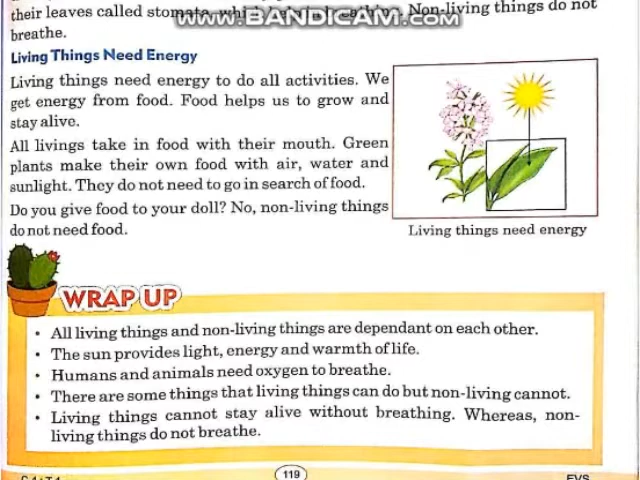 their leaves called stomata, which help in breathing. Non-living things do not
www.BANDICAM.com
breathe.
Living Things Need Energy
Living things need energy to do all activities. We
get energy from food. Food helps us to grow and
stay alive.
All livings take in food with their mouth. Green
plants make their own food with air, water and
sunlight. They do not need to go in search of food.
Do you give food to your doll? No, non-living things
do not need food.
Living things need energy
WRAP UP
• All living things and non-living things are dependant on each other.
• The sun provides light, energy and warmth of life.
• Humans and animals need oxygen to breathe.
• There are some things that living things can do but non-living cannot.
• Living things cannot stay alive without breathing. Whereas, non-
living things do not breathe.
119
EVS